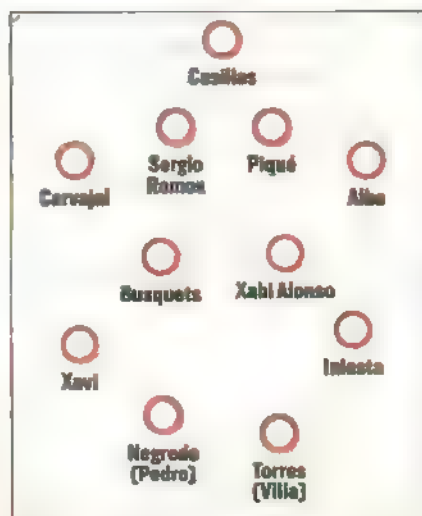 Casillas
Sergio
Ramos
Piqué
Carvajal
Alba
Busquets
Xabi Alonso
Xavi
Iniesta
Negredo
(Pedro)
Torres
(Villa)